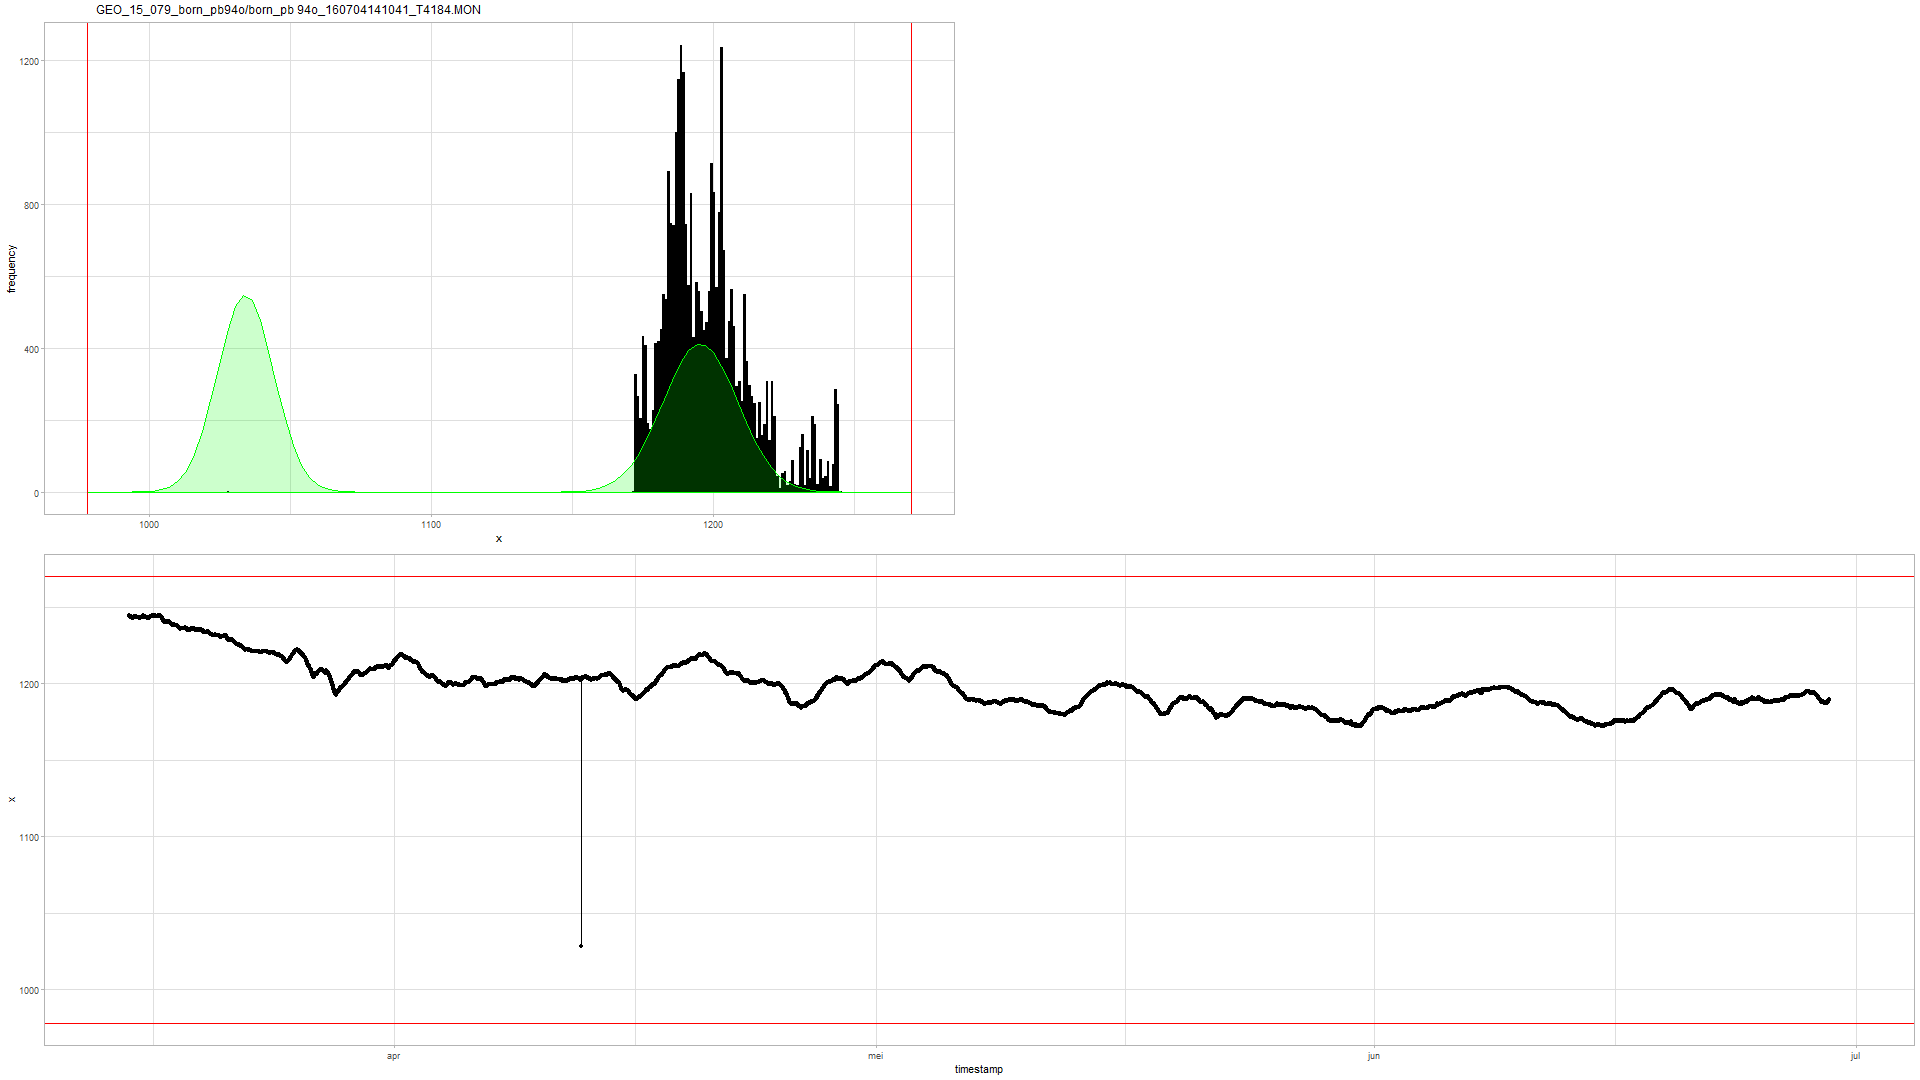 GEO_15_079_born_pb94o/born_pb 94o_160704141041_T4184.MON
1200
800
400
0
frequency
1000 1100 1200
x
1200
1100
1000
x
apr mei jun jul
timestamp